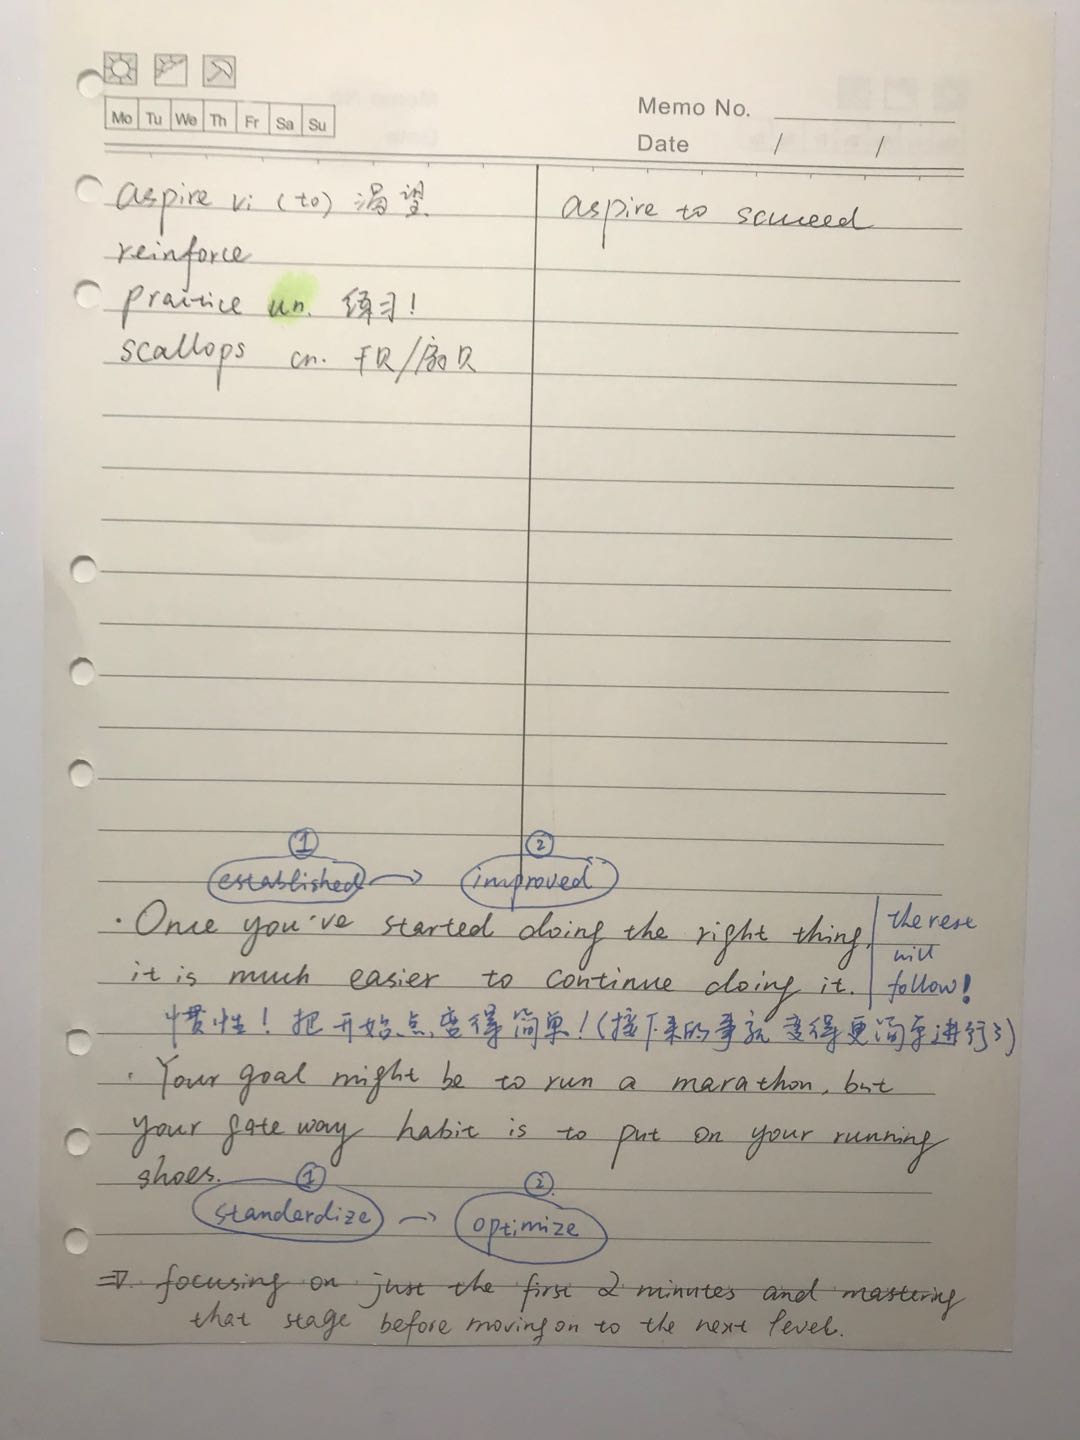 Mo Tu We Th Fr Sa Su
Memo No.
Date / /
aspire vi (to) 渴望
reinforce
practice un. 练习!
scallops cn. 干贝/扇贝
aspire to succeed
① ②
established → improved
· Once you've started doing the right thing,
it is much easier to continue doing it.
the rest
will
follow!
惯性! 把开始点变得简单! (接下来的事就变得更简单进行了)
· Your goal might be to run a marathon, but
your gateway habit is to put on your running
shoes.
① ②
standerdize → optimize
⇒ focusing on just the first 2 minutes and mastering
that stage before moving on to the next level.